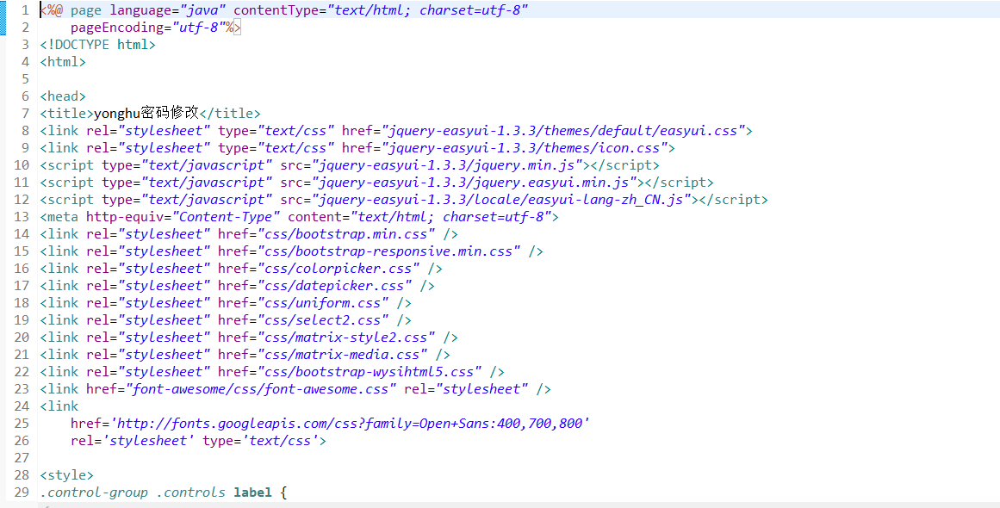 1 <%@ page language="java" contentType="text/html; charset=utf-8"
2     pageEncoding="utf-8"%>
3 <!DOCTYPE html>
4 <html>
5
6 <head>
7 <title>yonghu密码修改</title>
8 <link rel="stylesheet" type="text/css" href="jquery-easyui-1.3.3/themes/default/easyui.css">
9 <link rel="stylesheet" type="text/css" href="jquery-easyui-1.3.3/themes/icon.css">
10 <script type="text/javascript" src="jquery-easyui-1.3.3/jquery.min.js"></script>
11 <script type="text/javascript" src="jquery-easyui-1.3.3/jquery.easyui.min.js"></script>
12 <script type="text/javascript" src="jquery-easyui-1.3.3/locale/easyui-lang-zh_CN.js"></script>
13 <meta http-equiv="Content-Type" content="text/html; charset=utf-8">
14 <link rel="stylesheet" href="css/bootstrap.min.css" />
15 <link rel="stylesheet" href="css/bootstrap-responsive.min.css" />
16 <link rel="stylesheet" href="css/colorpicker.css" />
17 <link rel="stylesheet" href="css/datepicker.css" />
18 <link rel="stylesheet" href="css/uniform.css" />
19 <link rel="stylesheet" href="css/select2.css" />
20 <link rel="stylesheet" href="css/matrix-style2.css" />
21 <link rel="stylesheet" href="css/matrix-media.css" />
22 <link rel="stylesheet" href="css/bootstrap-wysihtml5.css" />
23 <link href="font-awesome/css/font-awesome.css" rel="stylesheet" />
24 <link
25     href='http://fonts.googleapis.com/css?family=Open+Sans:400,700,800'
26     rel='stylesheet' type='text/css'>
27
28 <style>
29 .control-group .controls label {